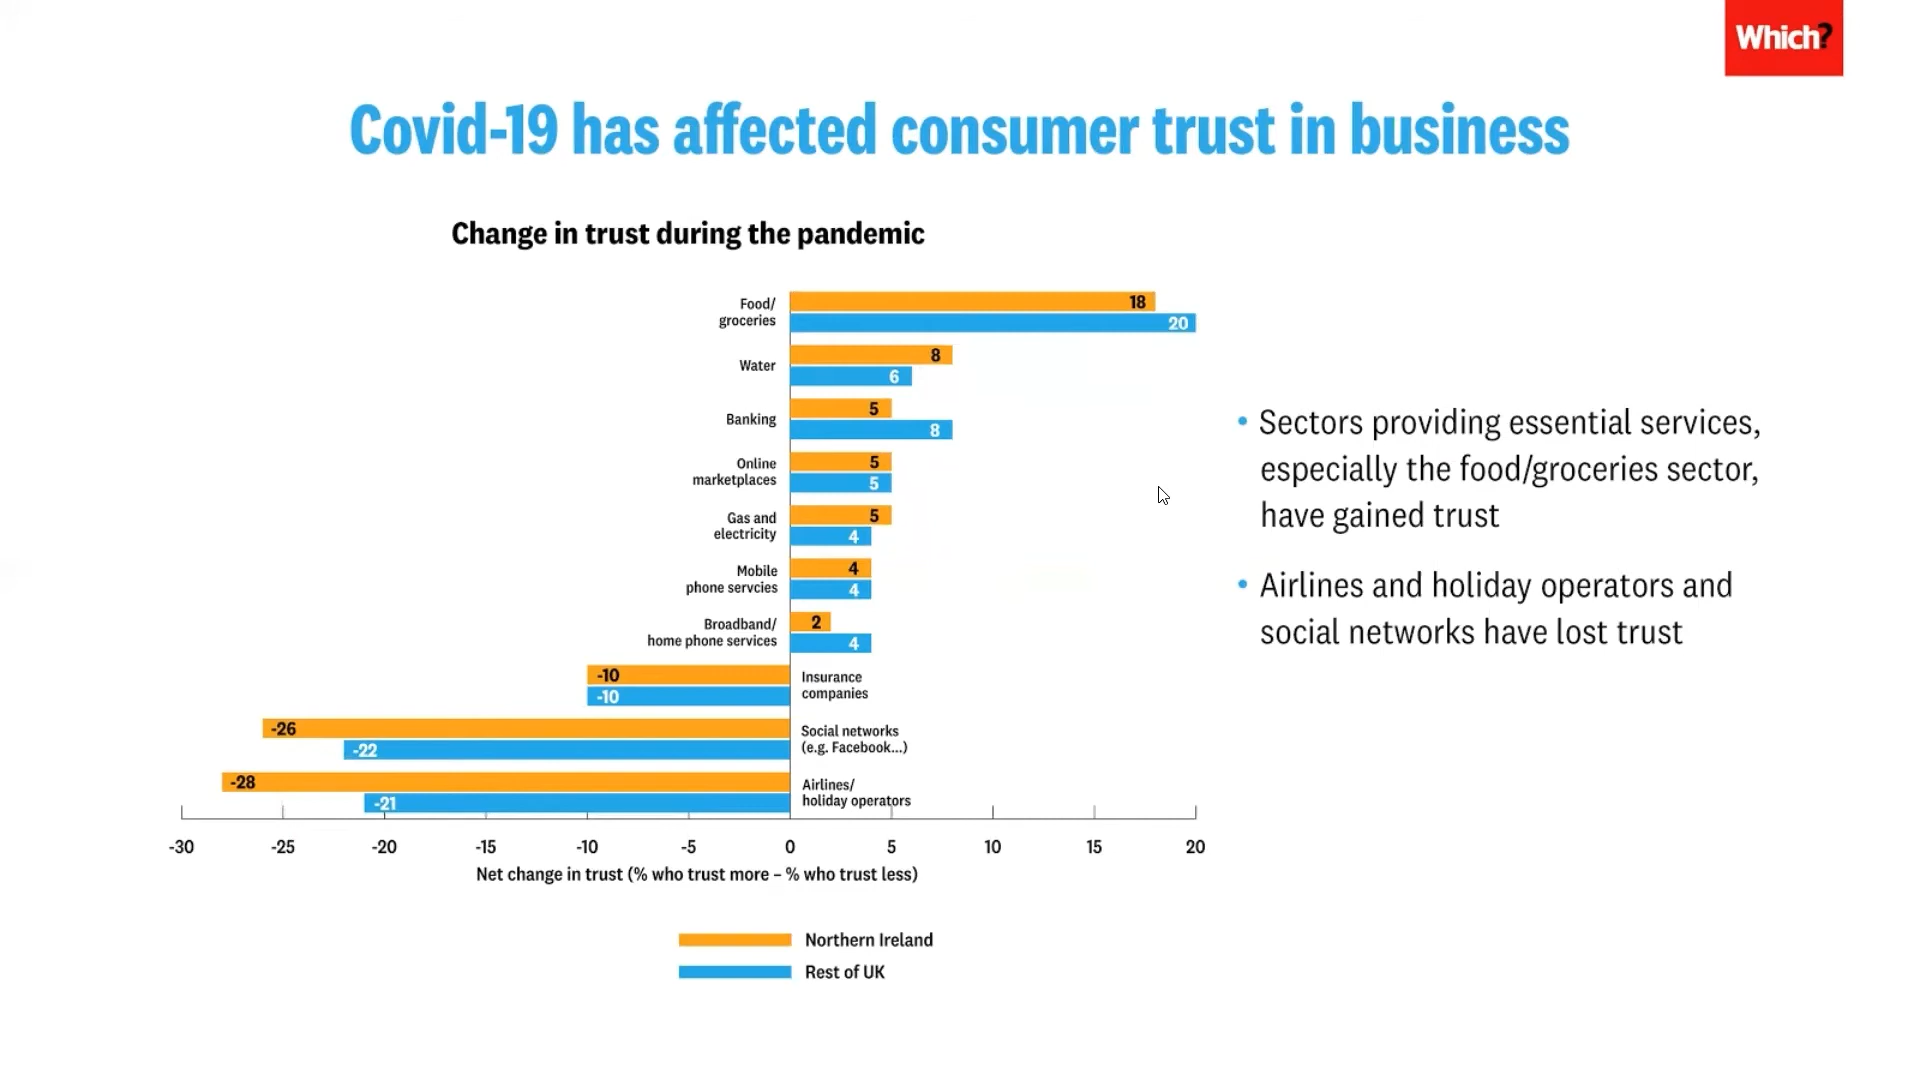 Which?
Covid-19 has affected consumer trust in business
Change in trust during the pandemic
Food/
groceries
18
20
Water
8
6
Banking
5
8
Online
marketplaces
5
5
Gas and
electricity
5
4
Mobile
phone servcies
4
4
Broadband/
home phone services
2
4
-10
-10
Insurance
companies
-26
-22
Social networks
(e.g. Facebook...)
-28
-21
Airlines/
holiday operators
-30 -25 -20 -15 -10 -5 0 5 10 15 20
Net change in trust (% who trust more – % who trust less)
Northern Ireland
Rest of UK
• Sectors providing essential services,
especially the food/groceries sector,
have gained trust
• Airlines and holiday operators and
social networks have lost trust